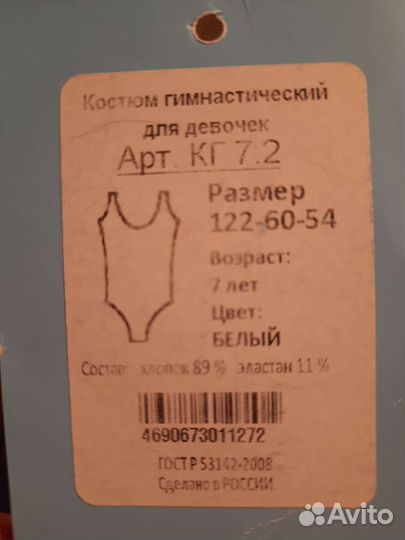 Костюм гимнастический
для девочек
Арт. КГ 7.2
Размер
122-60-54
Возраст:
7 лет
Цвет:
БЕЛЫЙ
Состав: хлопок 89 % эластан 11 %
4690673011272
ГОСТ Р 53142-2008
Сделано в РОССИИ
Avito